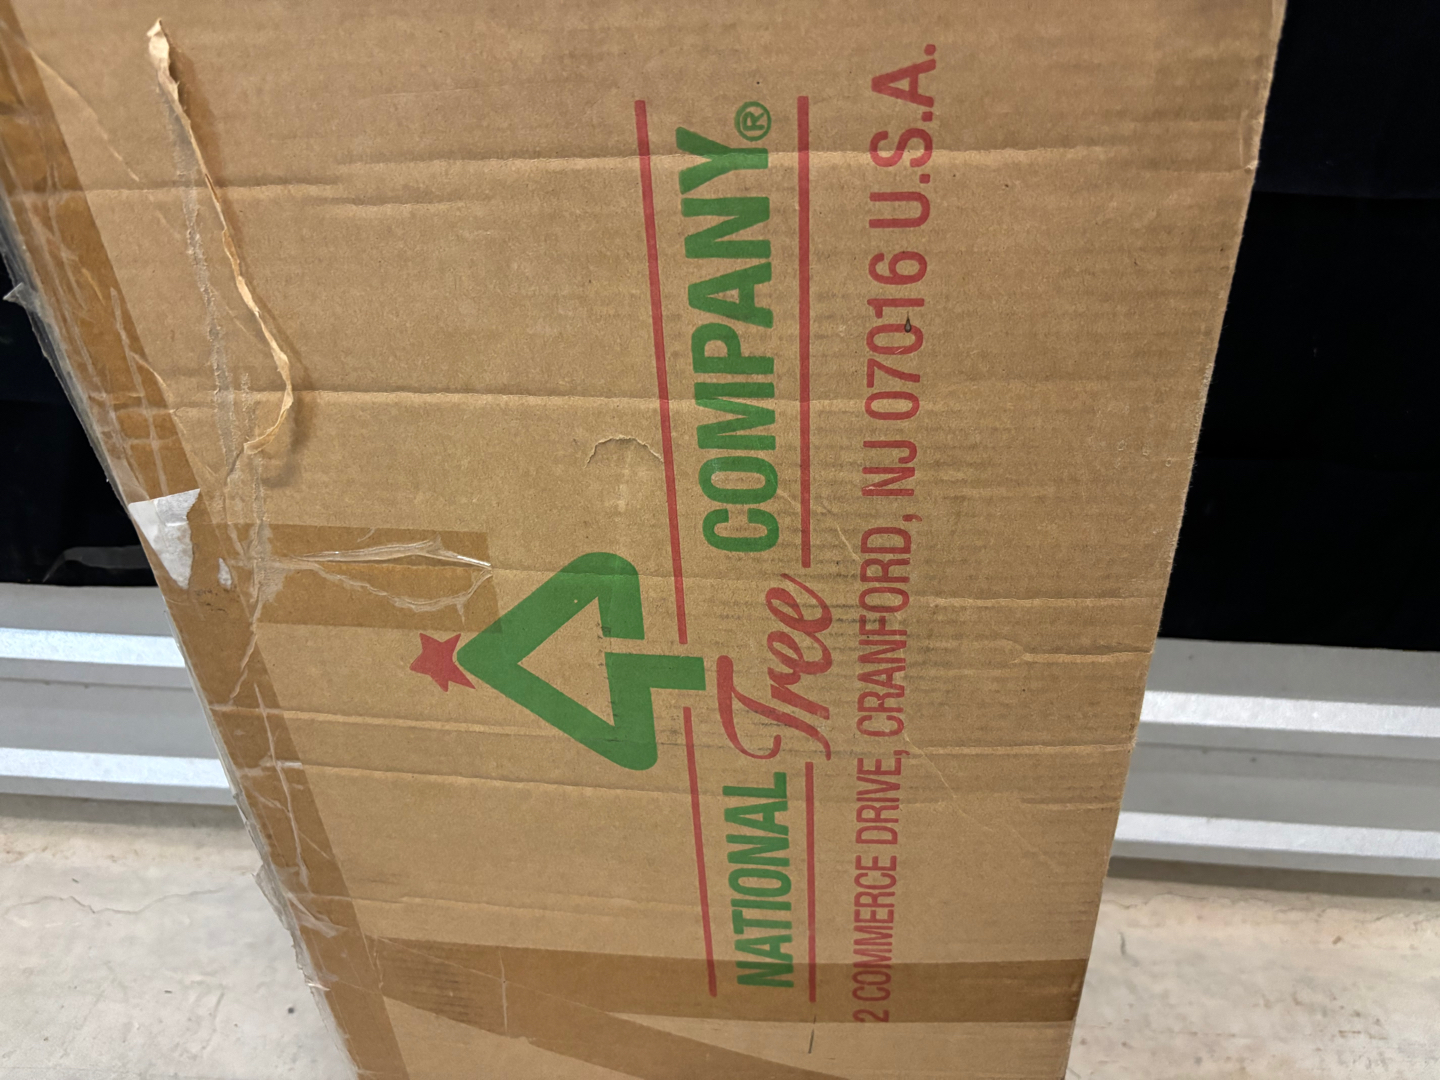 NATIONAL Tree COMPANY®
2 COMMERCE DRIVE, CRANFORD, NJ 07016 U.S.A.